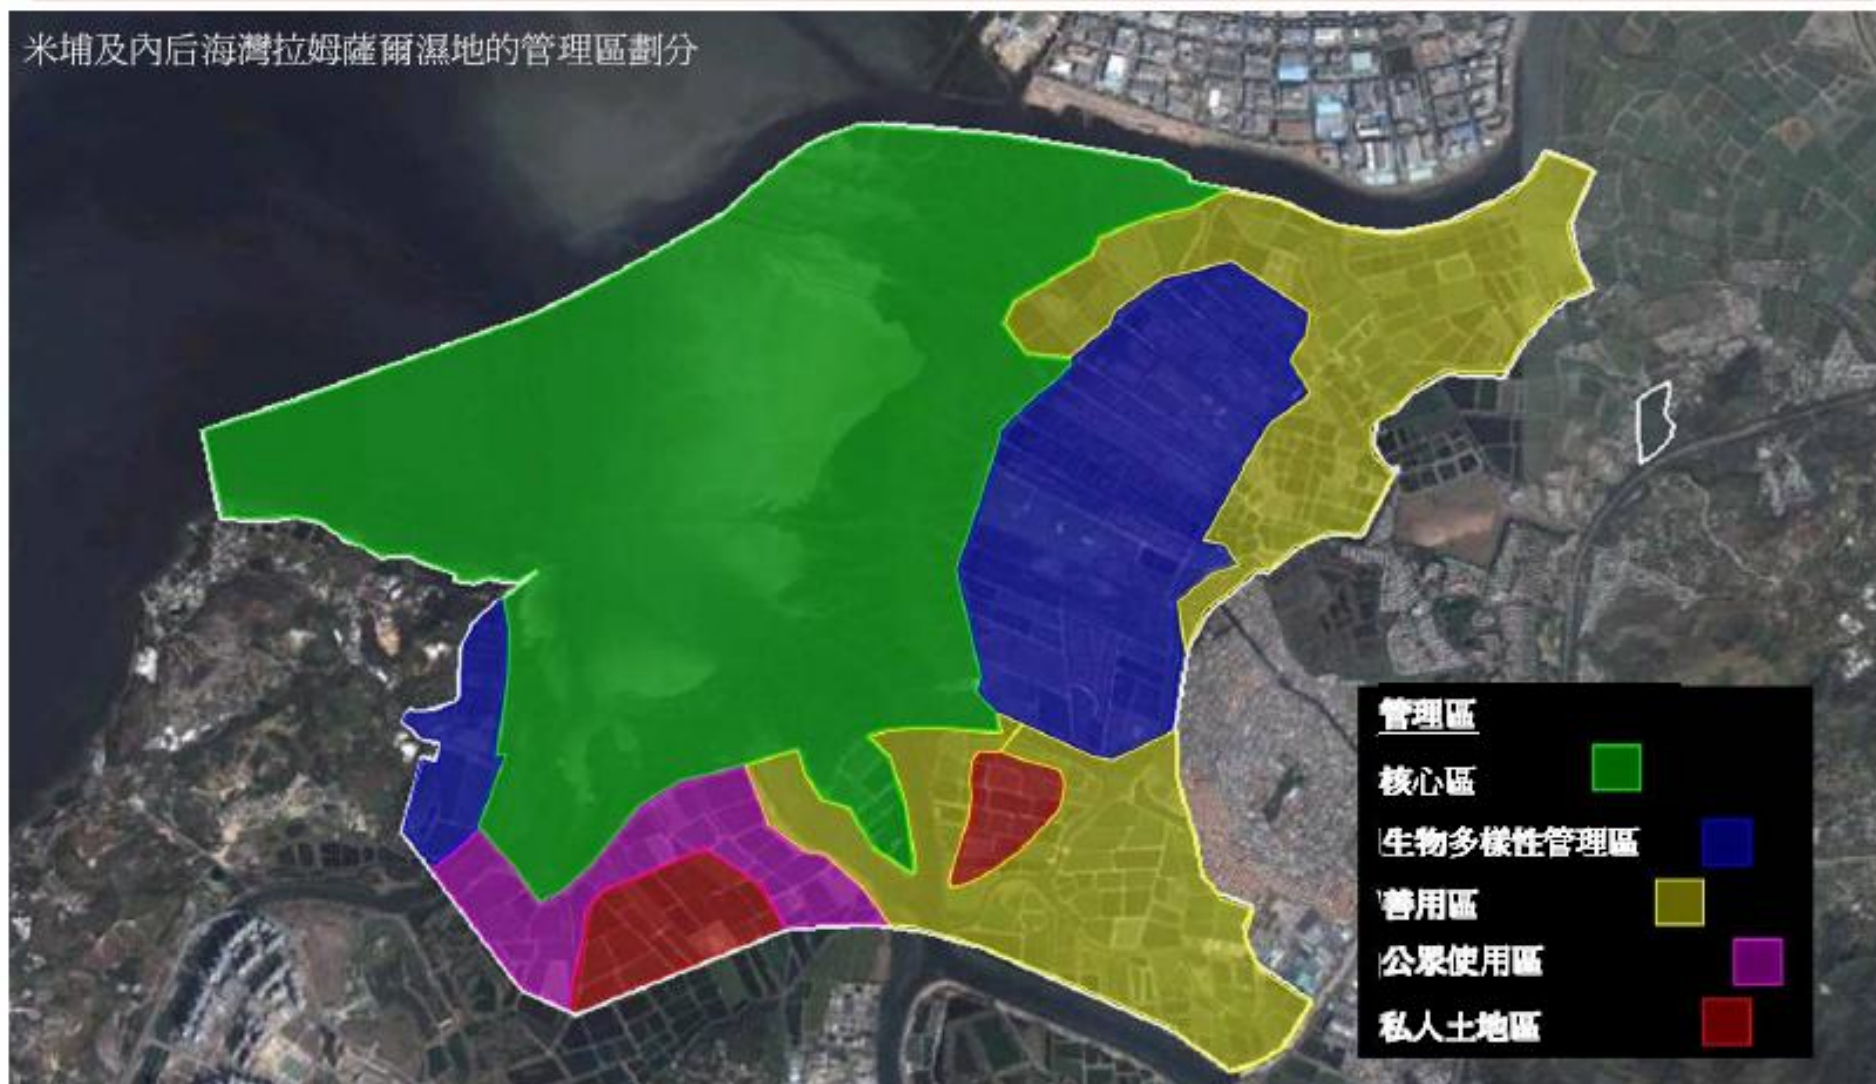 米埔及內后海灣拉姆薩爾濕地的管理區劃分
管理區
核心區
生物多樣性管理區
善用區
公眾使用區
私人土地區